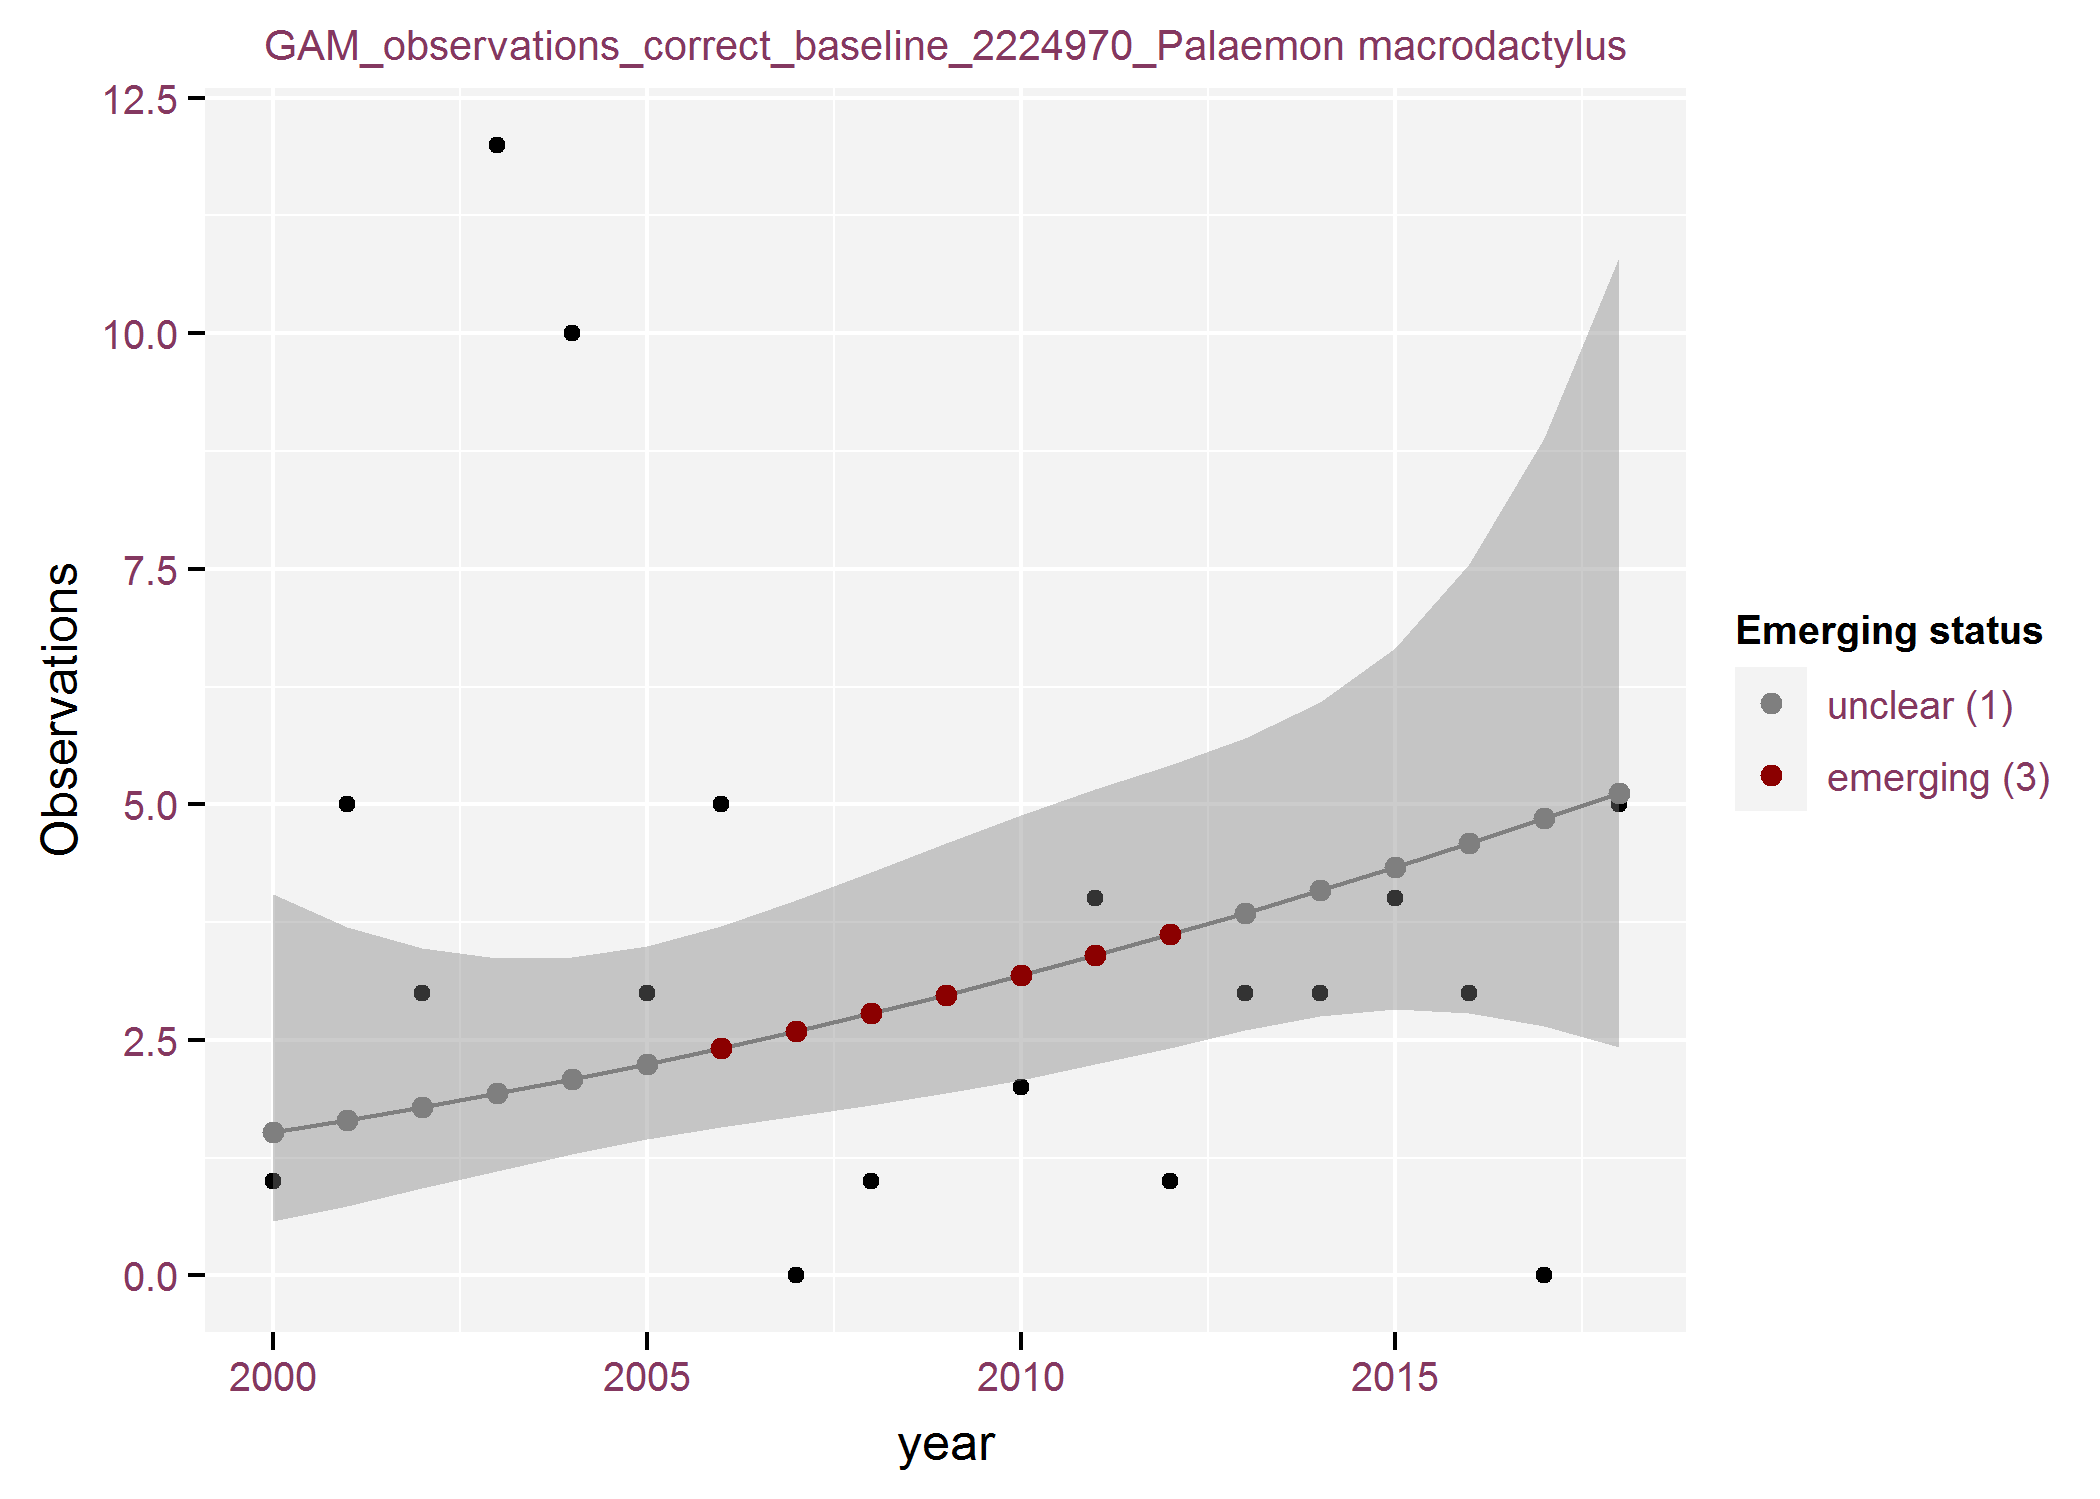 GAM_observations_correct_baseline_2224970_Palaemon macrodactylus
12.5
10.0
7.5
5.0
2.5
0.0
Observations
2000
2005
2010
2015
year
Emerging status
unclear (1)
emerging (3)